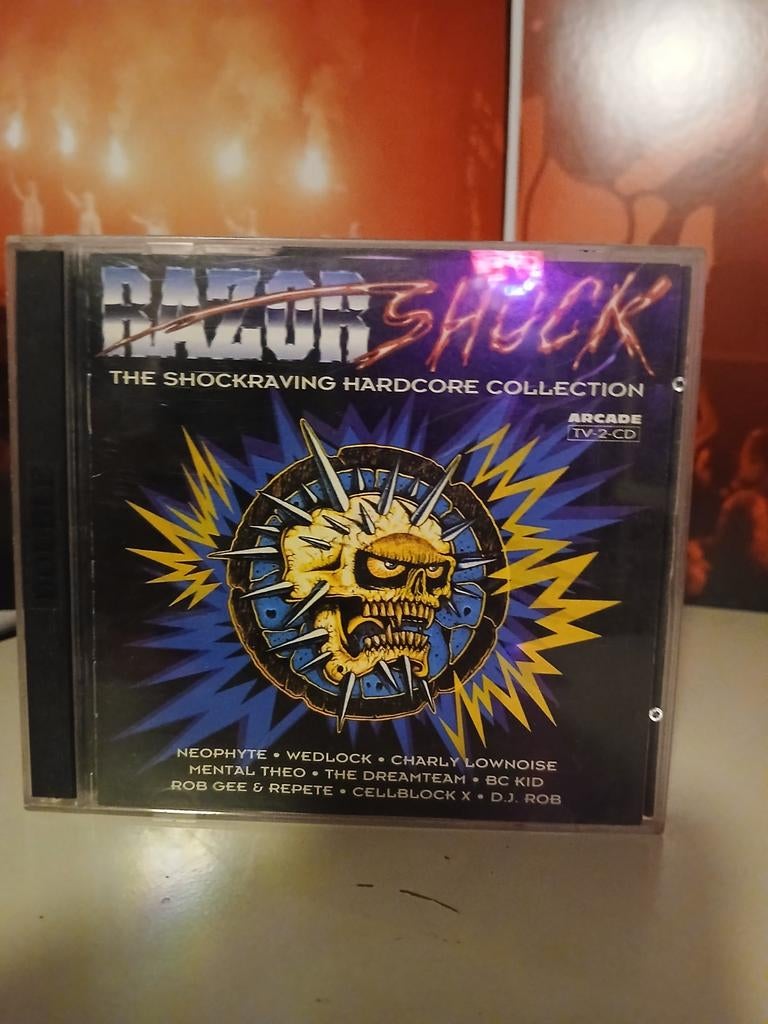 RAZOR SHOCK
THE SHOCKRAVING HARDCORE COLLECTION
ARCADE
TV-2-CD
NEOPHYTE • WEDLOCK • CHARLY LOWNOISE
MENTAL THEO • THE DREAMTEAM • BC KID
ROB GEE & REPETE • CELLBLOCK X • D.J. ROB